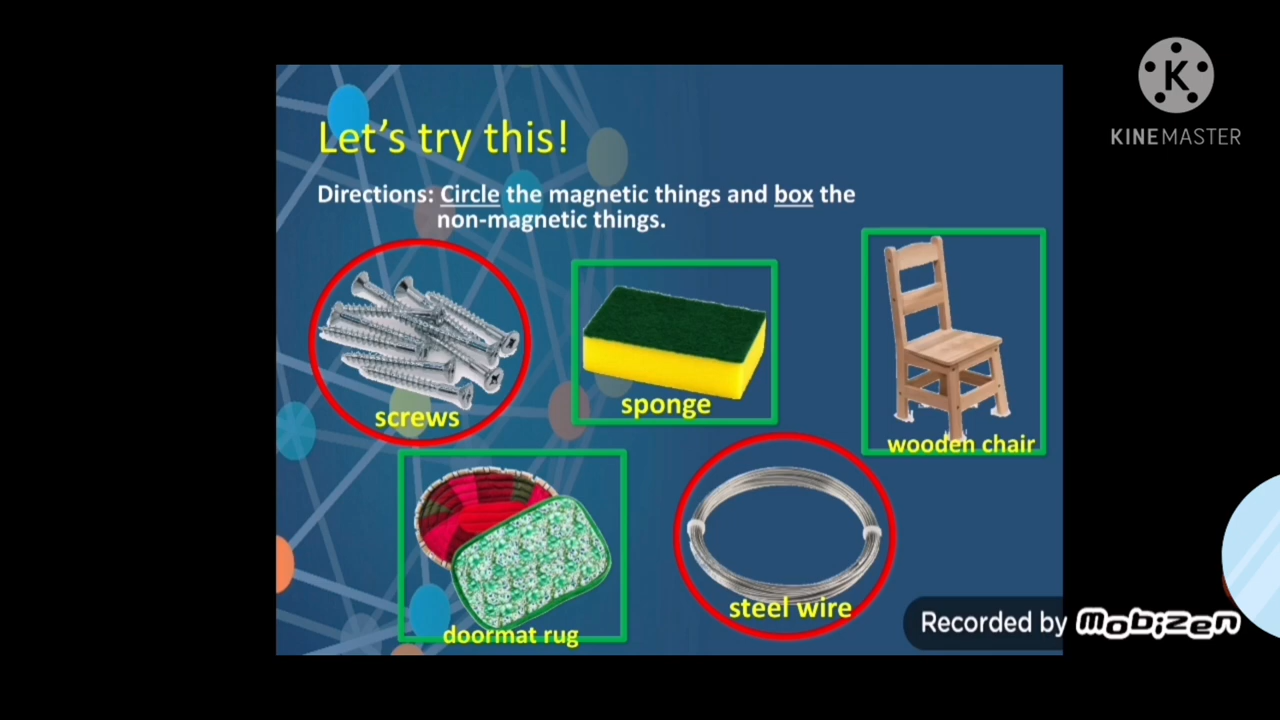 K
KINEMASTER
Let's try this!
Directions: Circle the magnetic things and box the
non-magnetic things.
screws
sponge
wooden chair
doormat rug
steel wire
Recorded by Mobizen